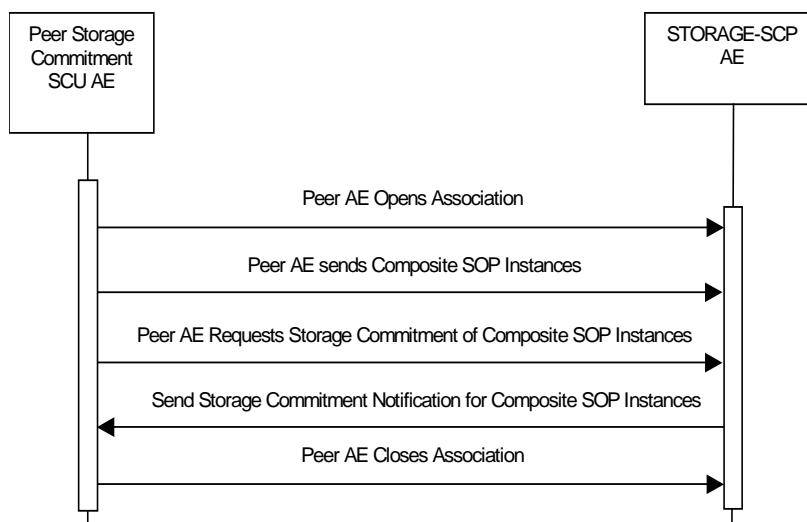 Peer Storage
Commitment
SCU AE
STORAGE-SCP
AE
Peer AE Opens Association
Peer AE sends Composite SOP Instances
Peer AE Requests Storage Commitment of Composite SOP Instances
Send Storage Commitment Notification for Composite SOP Instances
Peer AE Closes Association